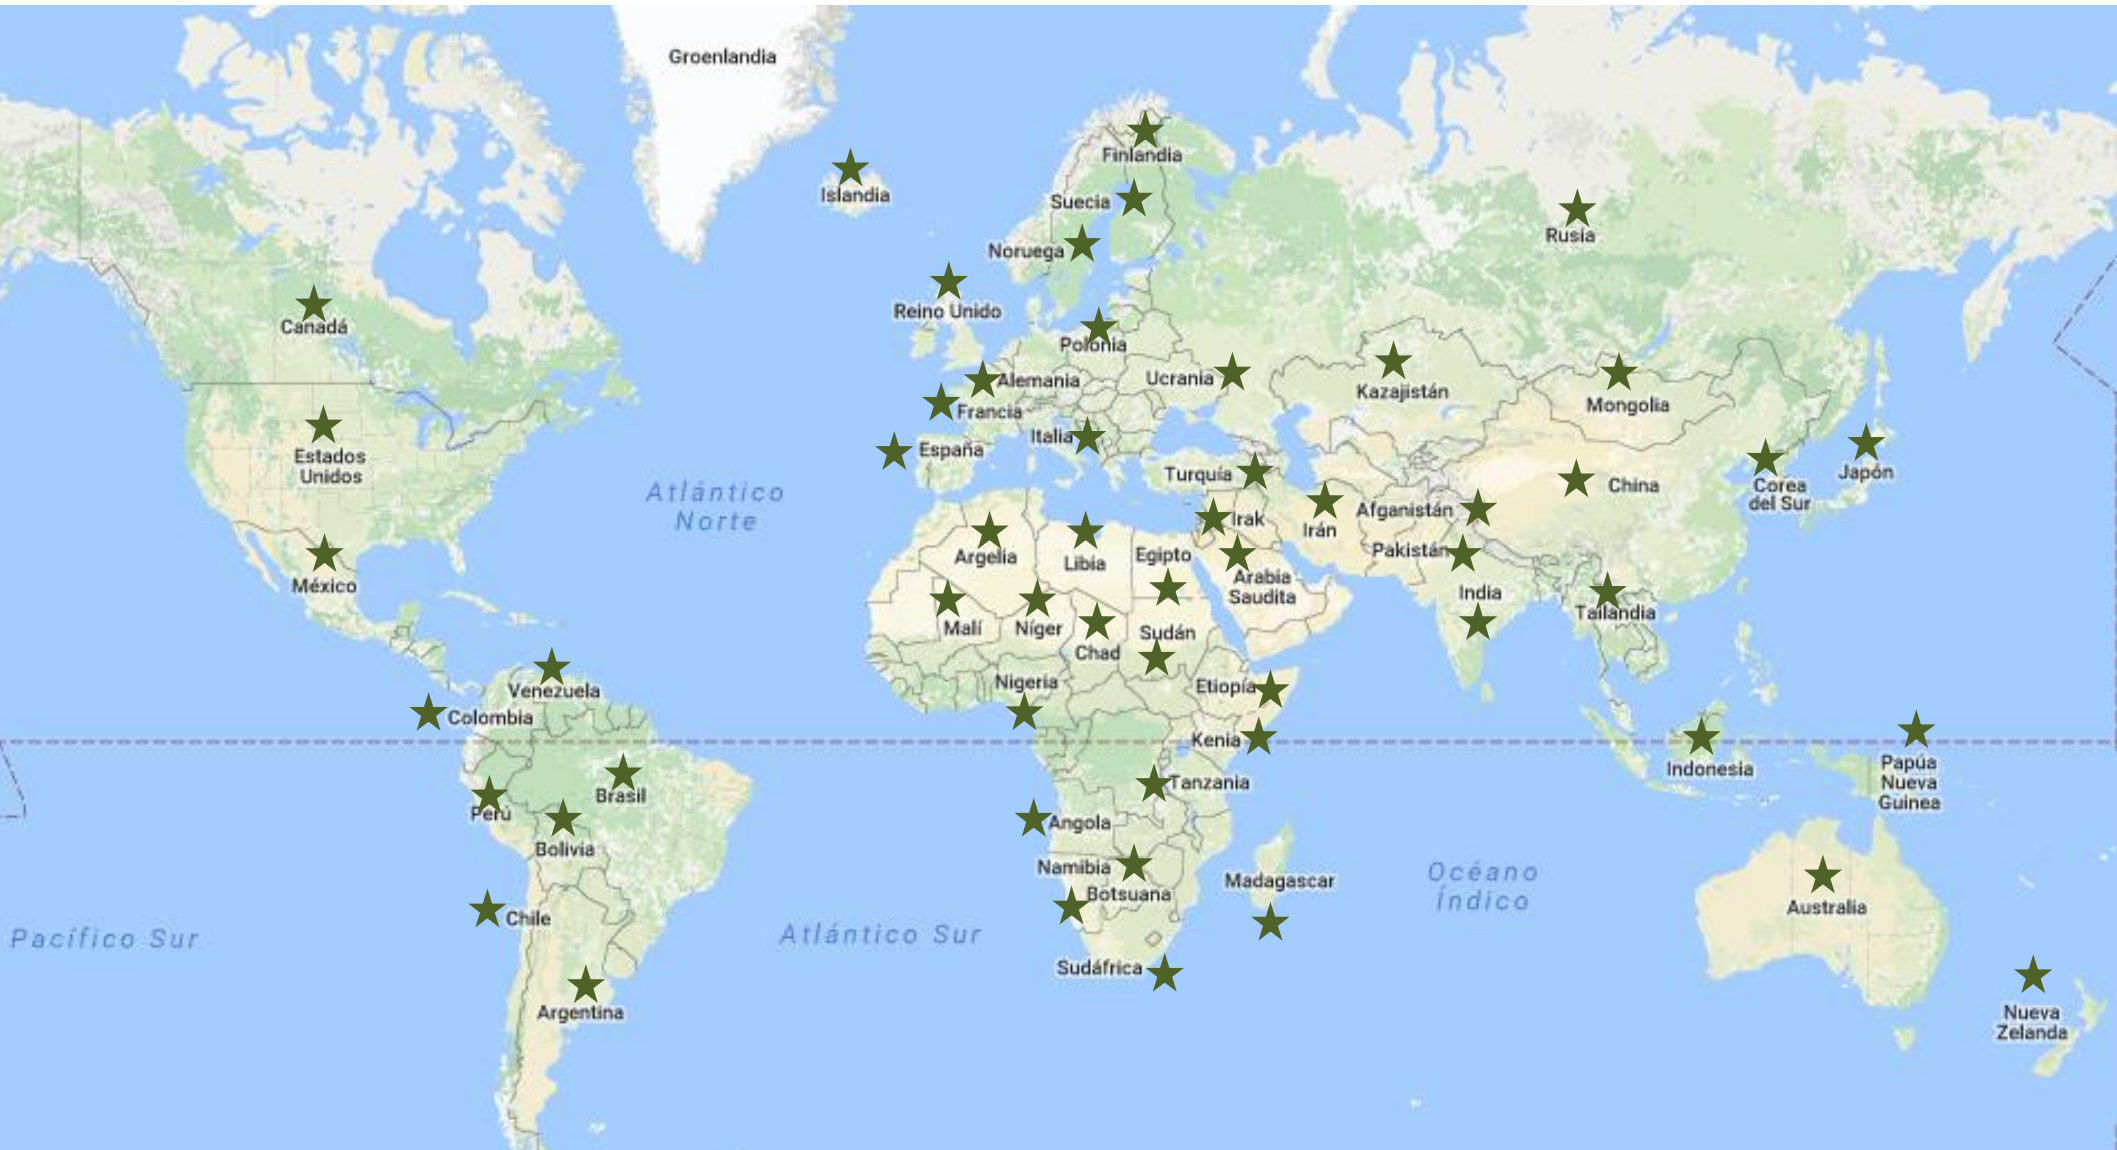 Groenlandia
Finlandia
Islandia
Suecia
Rusia
Noruega
Reino Unido
Canadá
Polonia
Alemania
Ucrania
Kazajistán
Mongolia
Francia
Italia
España
Estados
Unidos
Turquía
China
Corea
del Sur
Japón
Atlántico
Norte
Irak
Irán
Afganistán
Argelia
Libia
Egipto
Pakistán
México
Arabia
Saudita
India
Tailandia
Malí
Níger
Chad
Sudán
Nigeria
Etiopía
Venezuela
Colombia
Kenia
Indonesia
Papúa
Nueva
Guinea
Tanzania
Brasil
Perú
Angola
Bolivia
Namibia
Botsuana
Madagascar
Océano
Índico
Australia
Chile
Pacífico Sur
Atlántico Sur
Sudáfrica
Argentina
Nueva
Zelanda